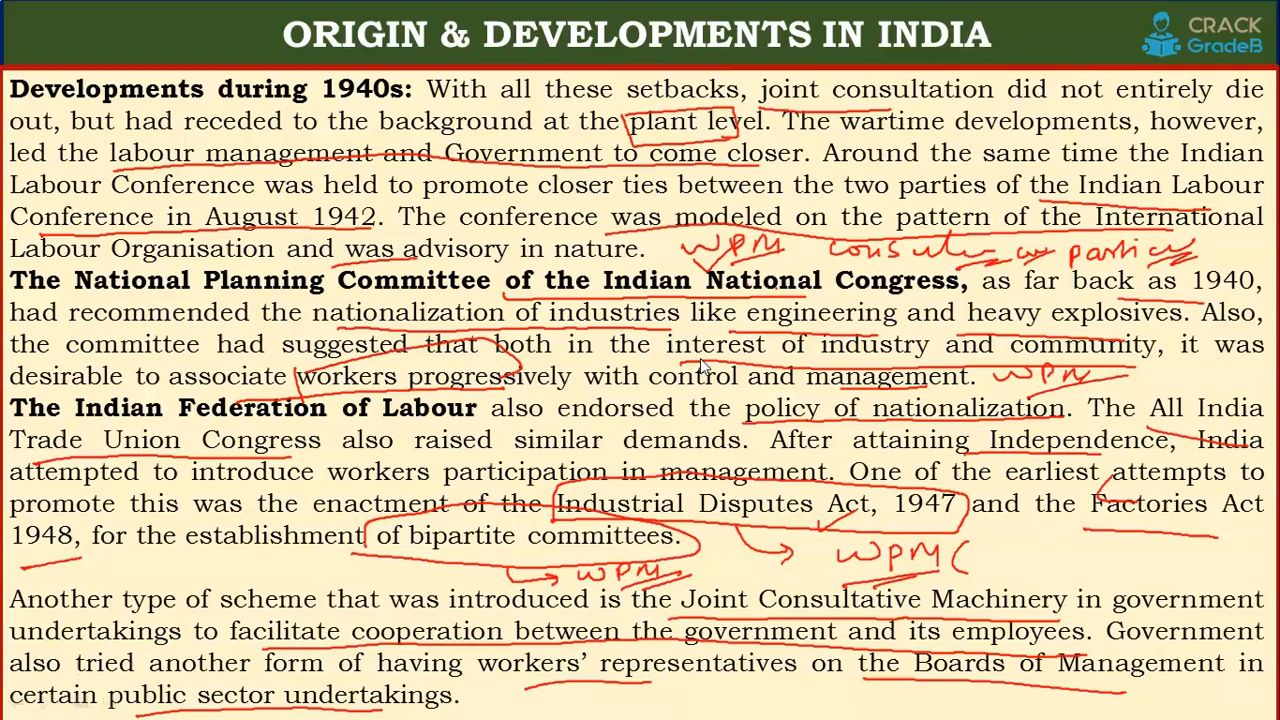 ORIGIN & DEVELOPMENTS IN INDIA
CRACK
GradeB
Developments during 1940s: With all these setbacks, joint consultation did not entirely die
out, but had receded to the background at the plant level. The wartime developments, however,
led the labour management and Government to come closer. Around the same time the Indian
Labour Conference was held to promote closer ties between the two parties of the Indian Labour
Conference in August 1942. The conference was modeled on the pattern of the International
Labour Organisation and was advisory in nature.
WPM
The National Planning Committee of the Indian National Congress, as far back as 1940,
had recommended the nationalization of industries like engineering and heavy explosives. Also,
the committee had suggested that both in the interest of industry and community, it was
desirable to associate workers progressively with control and management.
WPM
The Indian Federation of Labour also endorsed the policy of nationalization. The All India
Trade Union Congress also raised similar demands. After attaining Independence, India
attempted to introduce workers participation in management. One of the earliest attempts to
promote this was the enactment of the Industrial Disputes Act, 1947 and the Factories Act
1948, for the establishment of bipartite committees.
WPM (
WPM
Another type of scheme that was introduced is the Joint Consultative Machinery in government
undertakings to facilitate cooperation between the government and its employees. Government
also tried another form of having workers’ representatives on the Boards of Management in
certain public sector undertakings.